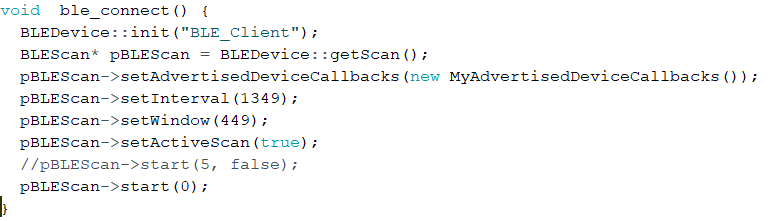 void  ble_connect() {
  BLEDevice::init("BLE_Client");
  BLEScan* pBLEScan = BLEDevice::getScan();
  pBLEScan->setAdvertisedDeviceCallbacks(new MyAdvertisedDeviceCallbacks());
  pBLEScan->setInterval(1349);
  pBLEScan->setWindow(449);
  pBLEScan->setActiveScan(true);
  //pBLEScan->start(5, false);
  pBLEScan->start(0);
}